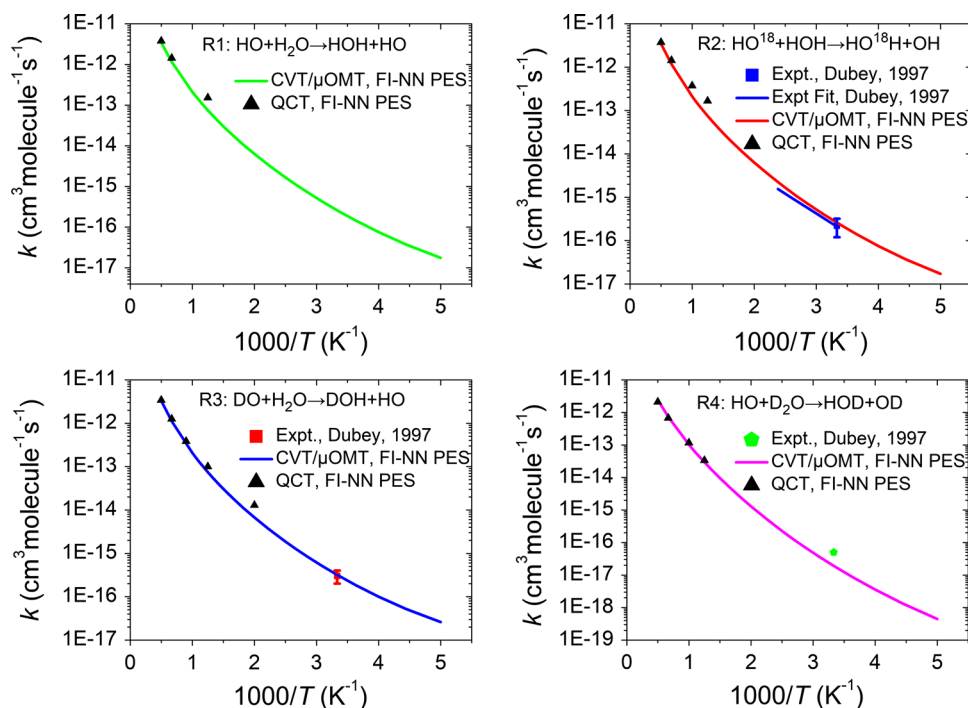 R1: HO+H₂O→HOH+HO
CVT/μOMT, FI-NN PES
QCT, FI-NN PES
1E-11
1E-12
1E-13
1E-14
1E-15
1E-16
1E-17
k (cm³molecule⁻¹s⁻¹)
0 1 2 3 4 5
1000/T (K⁻¹)
R2: HO¹⁸+HOH→HO¹⁸H+OH
Expt., Dubey, 1997
Expt Fit, Dubey, 1997
CVT/μOMT, FI-NN PES
QCT, FI-NN PES
1E-11
1E-12
1E-13
1E-14
1E-15
1E-16
1E-17
k (cm³molecule⁻¹s⁻¹)
0 1 2 3 4 5
1000/T (K⁻¹)
R3: DO+H₂O→DOH+HO
Expt., Dubey, 1997
CVT/μOMT, FI-NN PES
QCT, FI-NN PES
1E-11
1E-12
1E-13
1E-14
1E-15
1E-16
1E-17
k (cm³molecule⁻¹s⁻¹)
0 1 2 3 4 5
1000/T (K⁻¹)
R4: HO+D₂O→HOD+OD
Expt., Dubey, 1997
CVT/μOMT, FI-NN PES
QCT, FI-NN PES
1E-11
1E-12
1E-13
1E-14
1E-15
1E-16
1E-17
1E-18
1E-19
k (cm³molecule⁻¹s⁻¹)
0 1 2 3 4 5
1000/T (K⁻¹)